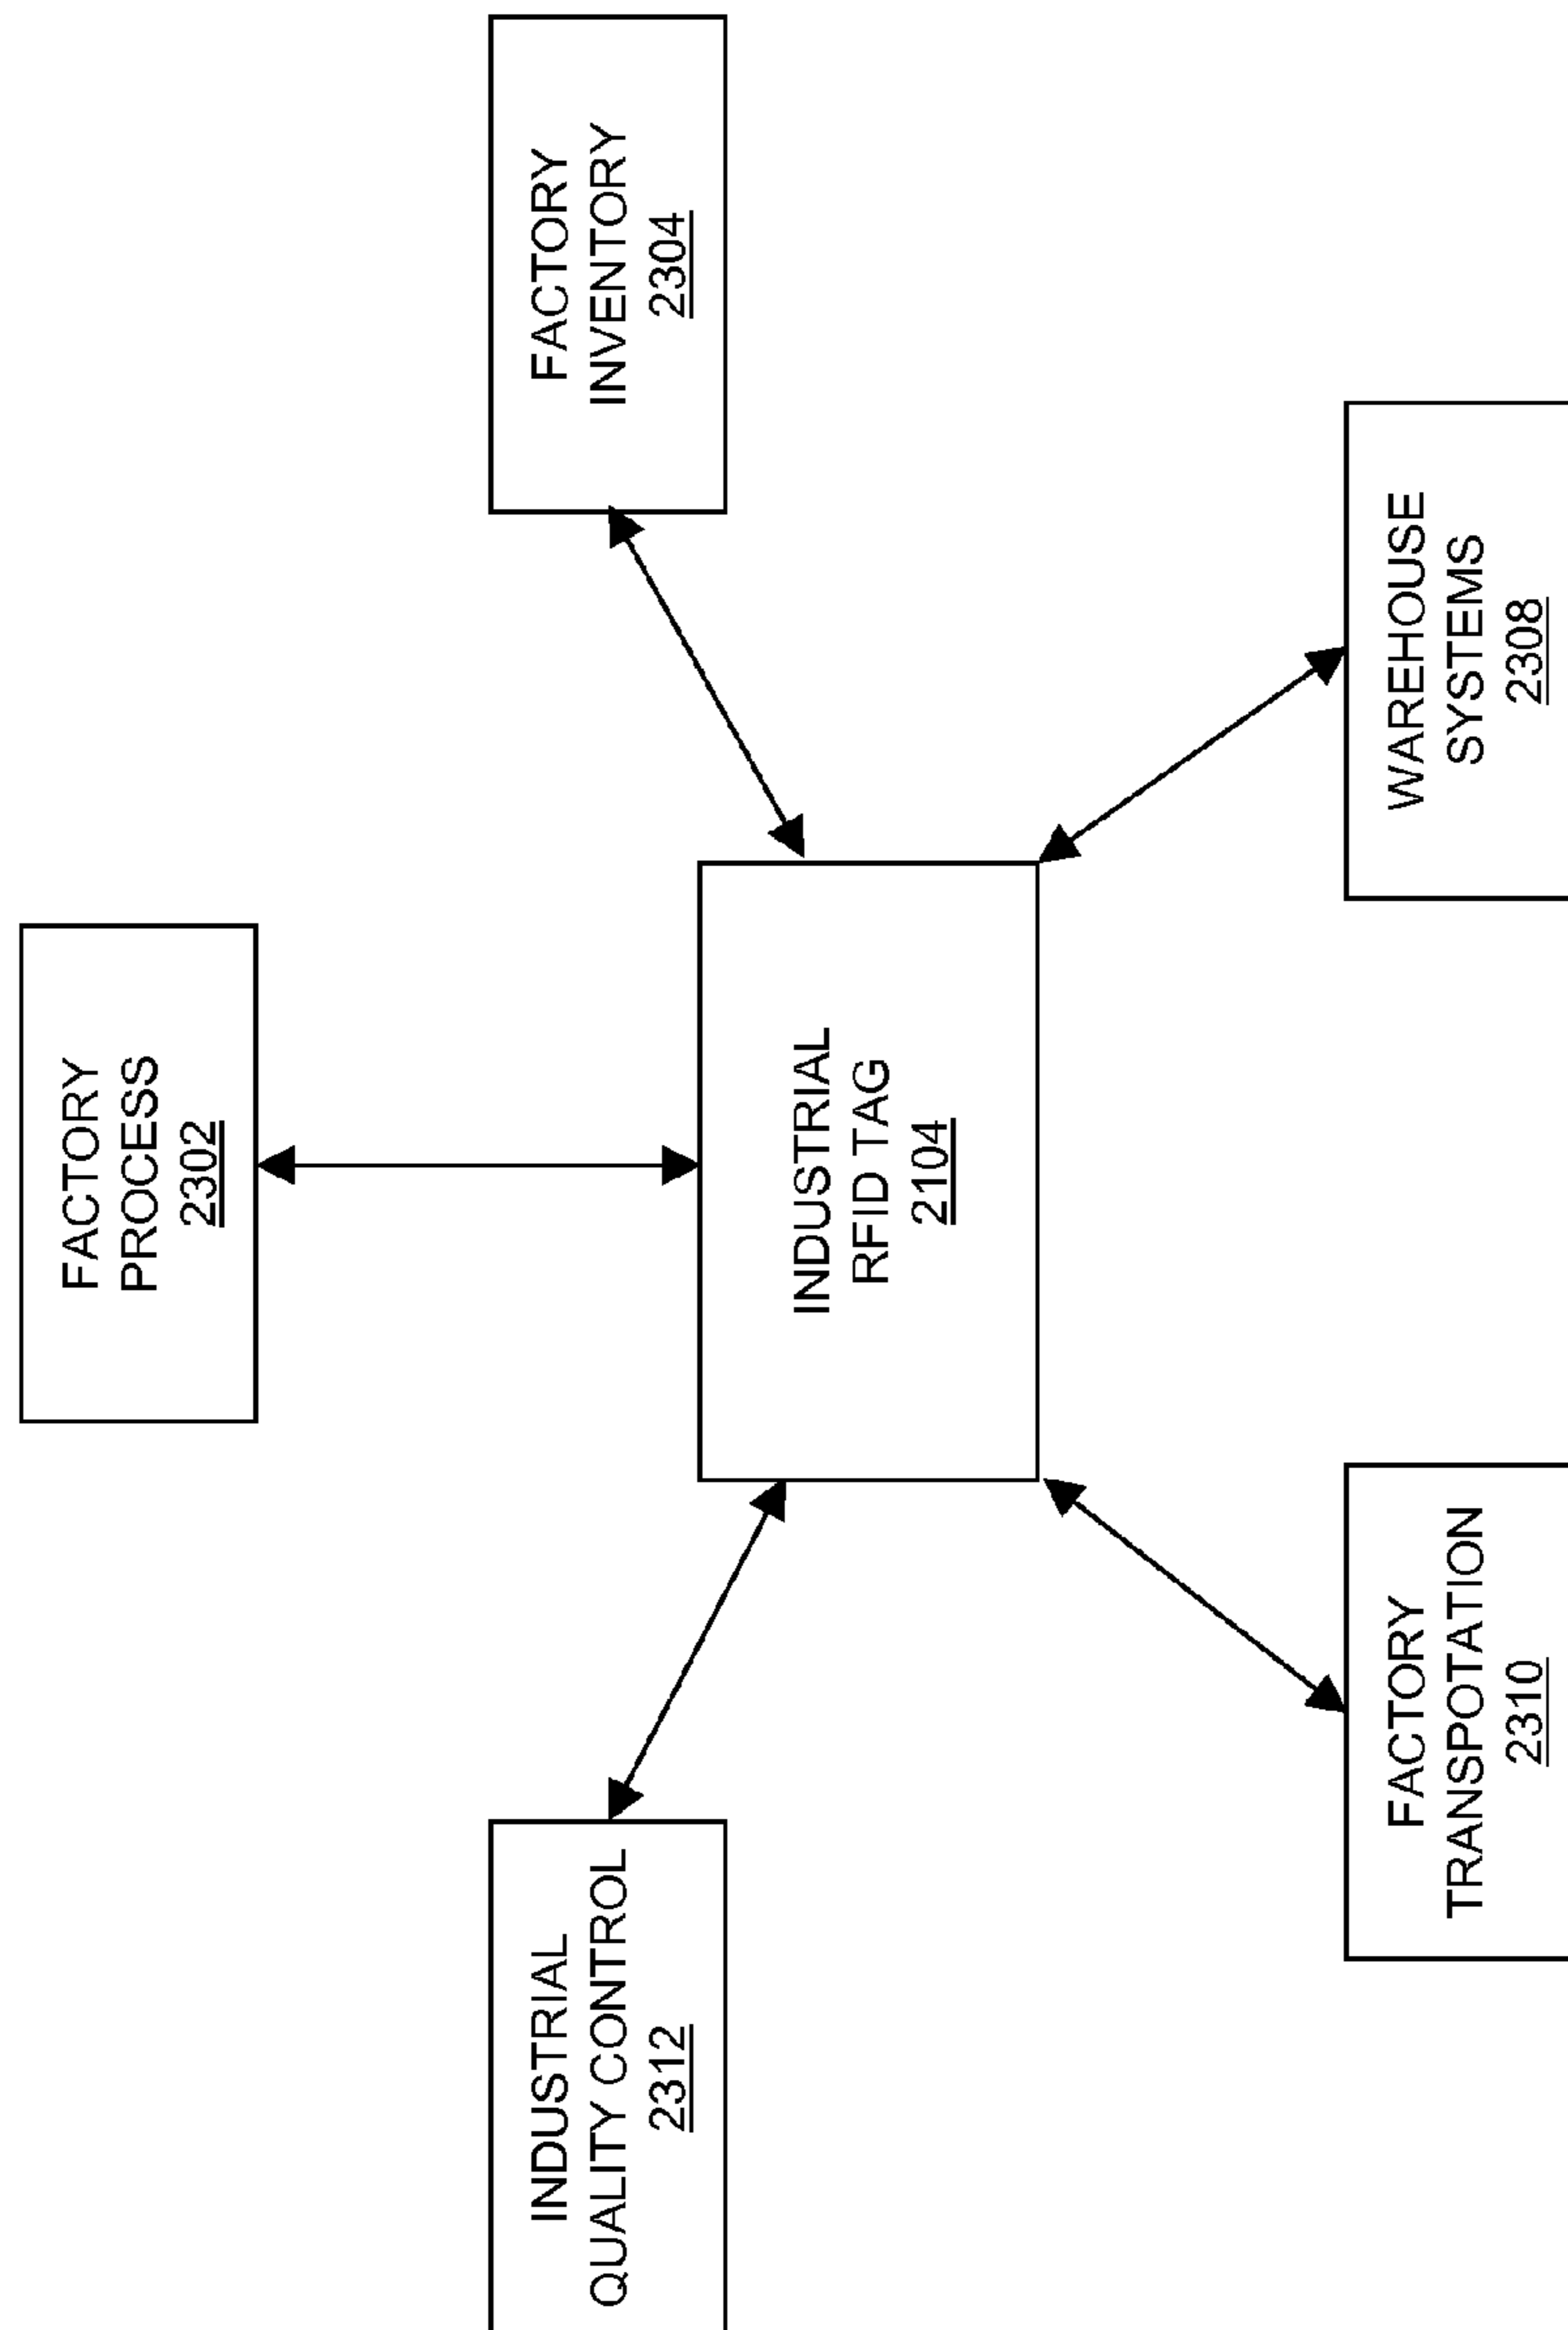 FACTORY
PROCESS
2302
INDUSTRIAL
QUALITY CONTROL
2312
FACTORY
INVENTORY
2304
INDUSTRIAL
RFID TAG
2104
FACTORY
TRANSPOTATION
2310
WAREHOUSE
SYSTEMS
2308